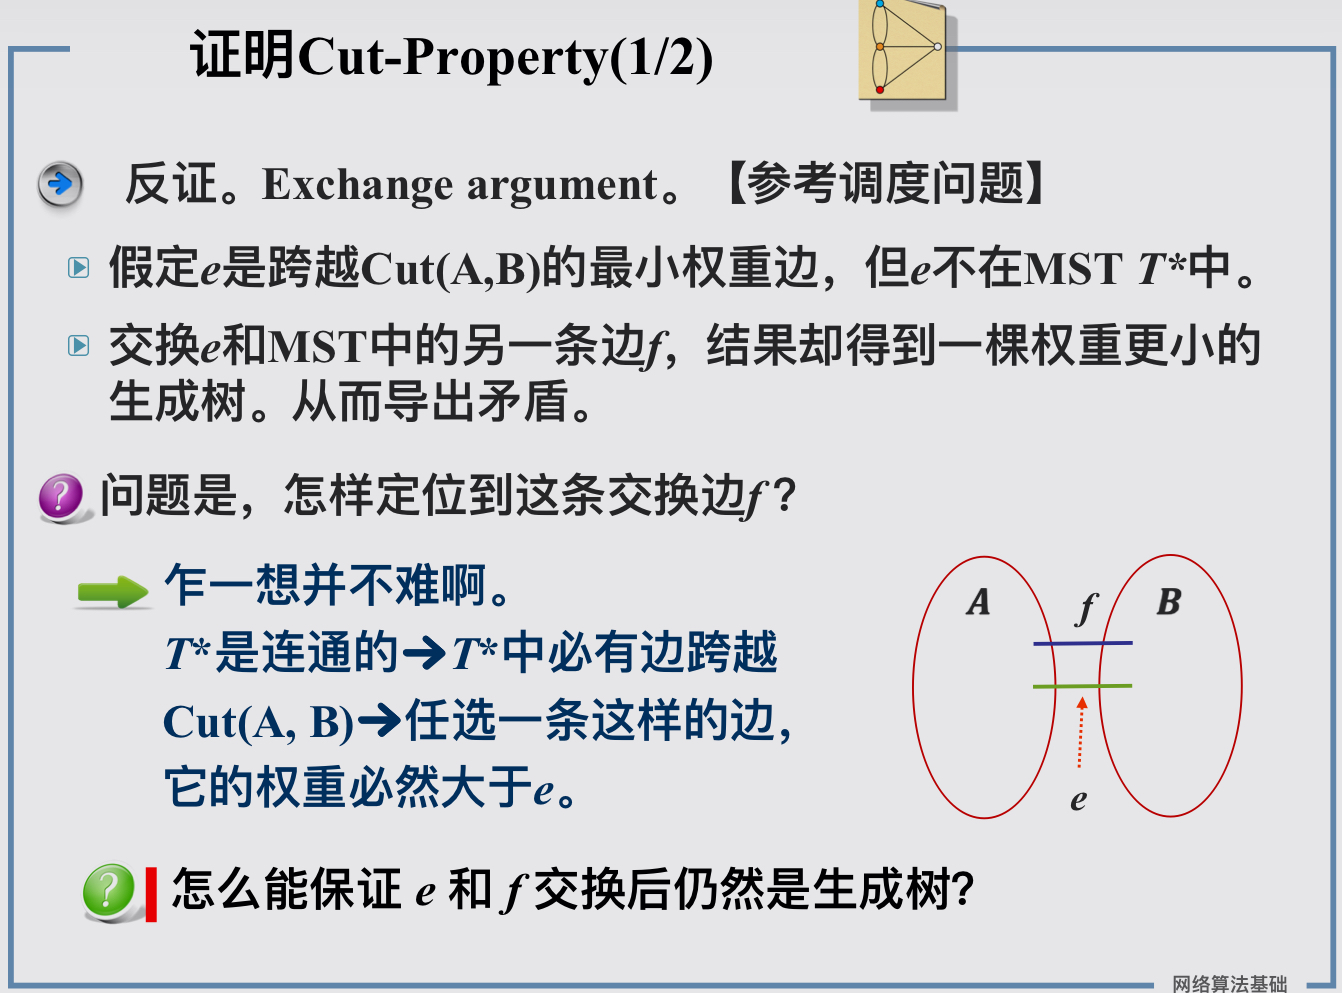 证明Cut-Property(1/2)
反证。Exchange argument。【参考调度问题】
假定e是跨越Cut(A,B)的最小权重边，但e不在MST T*中。
交换e和MST中的另一条边f，结果却得到一棵权重更小的
生成树。从而导出矛盾。
问题是，怎样定位到这条交换边f？
乍一想并不难啊。
T*是连通的➔T*中必有边跨越
Cut(A, B)➔任选一条这样的边，
它的权重必然大于e。
A
f
B
e
怎么能保证 e 和 f 交换后仍然是生成树？
网络算法基础